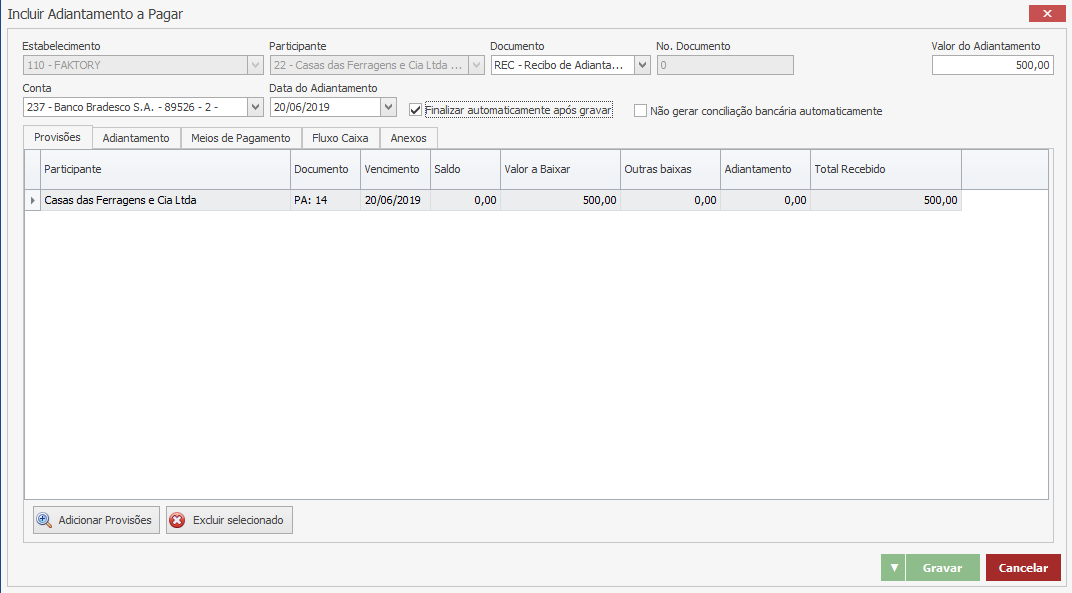 Incluir Adiantamento a Pagar
Estabelecimento Participante Documento No. Documento Valor do Adiantamento
110 - FAKTORY 22 - Casas das Ferragens e Cia Ltda ... REC - Recibo de Adianta... 0 500,00
Conta Data do Adiantamento
237 - Banco Bradesco S.A. - 89526 - 2 - 20/06/2019 Finalizar automaticamente após gravar Não gerar conciliação bancária automaticamente
Provisões Adiantamento Meios de Pagamento Fluxo Caixa Anexos
Participante Documento Vencimento Saldo Valor a Baixar Outras baixas Adiantamento Total Recebido
Casas das Ferragens e Cia Ltda PA: 14 20/06/2019 0,00 500,00 0,00 0,00 500,00
Adicionar Provisões Excluir selecionado
Gravar Cancelar